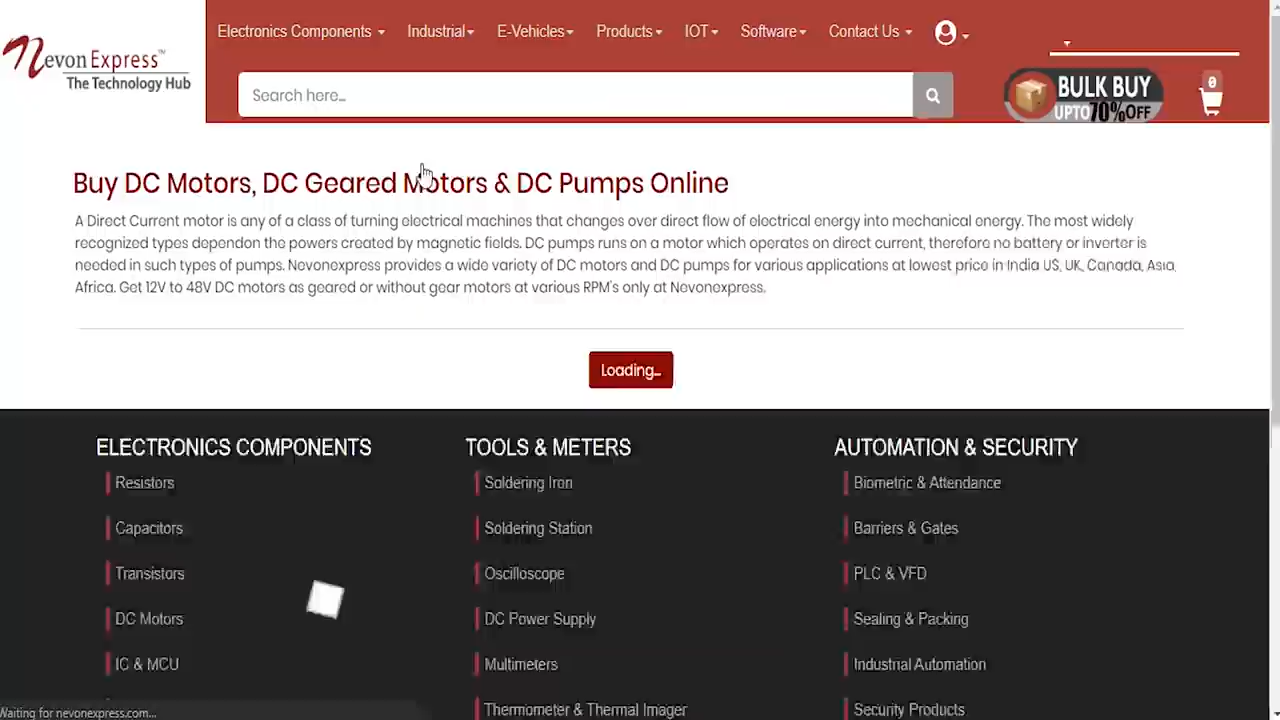 Nevon Express™
The Technology Hub
Electronics Components
Industrial
E-Vehicles
Products
IOT
Software
Contact Us
Search here...
BULK BUY
UPTO 70% OFF
0
Buy DC Motors, DC Geared Motors & DC Pumps Online
A Direct Current motor is any of a class of turning electrical machines that changes over direct flow of electrical energy into mechanical energy. The most widely
recognized types dependon the powers created by magnetic fields. DC pumps runs on a motor which operates on direct current, therefore no battery or inverter is
needed in such types of pumps. Nevonexpress provides a wide variety of DC motors and DC pumps for various applications at lowest price in India US, UK, Canada, Asia,
Africa. Get 12V to 48V DC motors as geared or without gear motors at various RPM's only at Nevonexpress.
Loading...
ELECTRONICS COMPONENTS
Resistors
Capacitors
Transistors
DC Motors
IC & MCU
TOOLS & METERS
Soldering Iron
Soldering Station
Oscilloscope
DC Power Supply
Multimeters
Thermometer & Thermal Imager
AUTOMATION & SECURITY
Biometric & Attendance
Barriers & Gates
PLC & VFD
Sealing & Packing
Industrial Automation
Security Products
Waiting for nevonexpress.com...